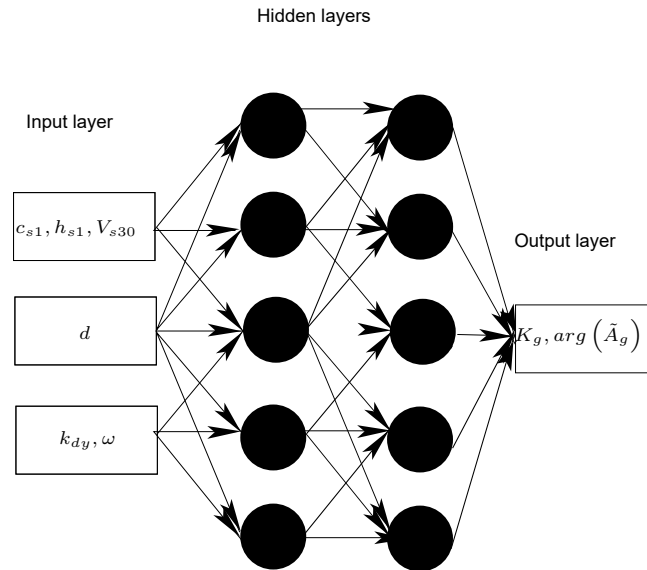 Hidden layers
Input layer
c_{s1}, h_{s1}, V_{s30}
Output layer
d
K_g, arg (Ã_g)
k_{dy}, ω